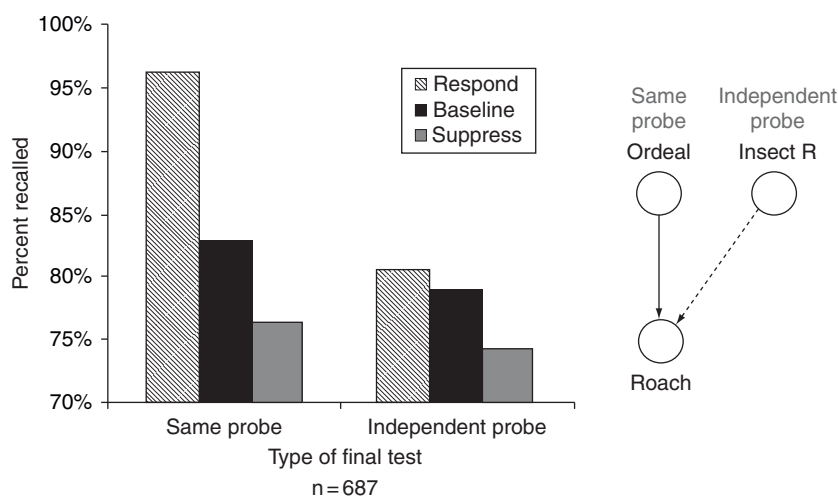 100%
95%
90%
85%
80%
75%
70%
Percent recalled
Respond
Baseline
Suppress
Same probe
Independent probe
Type of final test
n=687
Same
probe
Ordeal
Independent
probe
Insect R
Roach